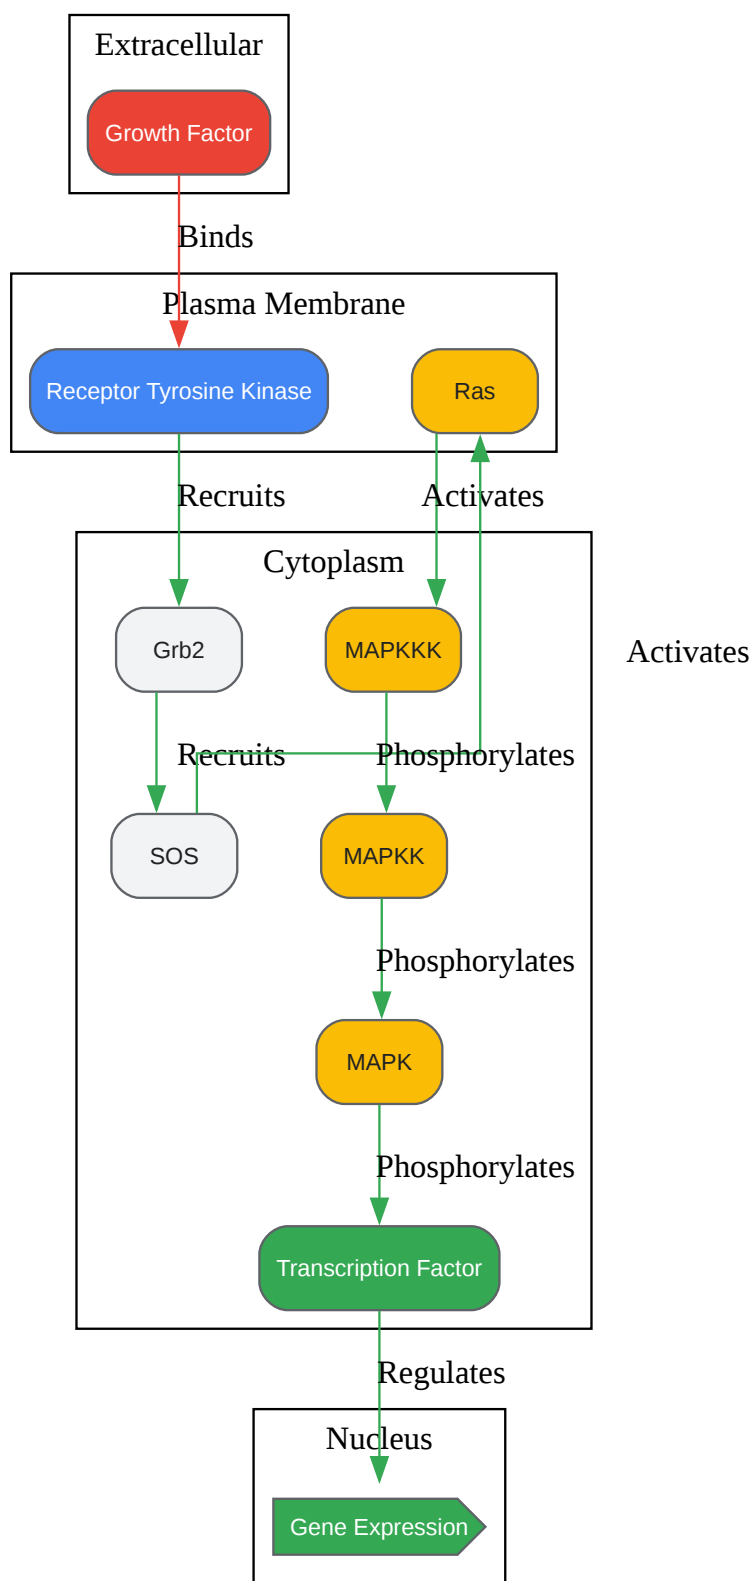 Extracellular
Growth Factor
Binds
Plasma Membrane
Receptor Tyrosine Kinase
Ras
Recruits
Activates
Cytoplasm
Grb2
MAPKKK
Activates
Recruits
Phosphorylates
SOS
MAPKK
Phosphorylates
MAPK
Phosphorylates
Transcription Factor
Regulates
Nucleus
Gene Expression